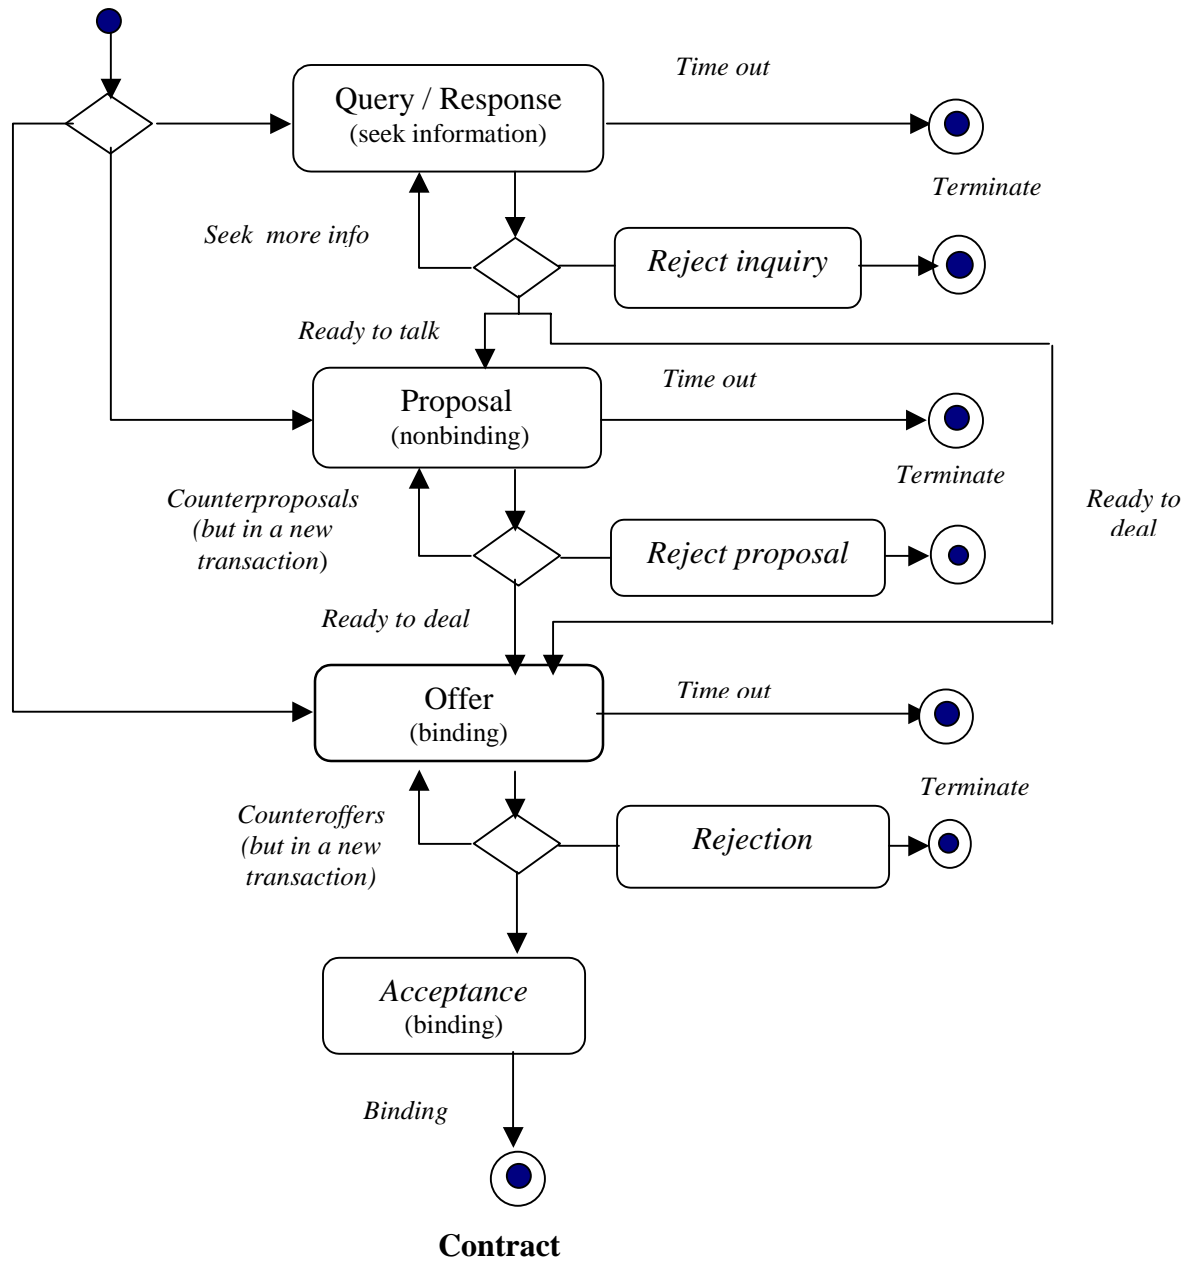 Time out
Query / Response
(seek information)
Terminate
Seek more info
Reject inquiry
Ready to talk
Time out
Proposal
(nonbinding)
Terminate
Counterproposals
(but in a new
transaction)
Ready to
deal
Reject proposal
Ready to deal
Time out
Offer
(binding)
Terminate
Counteroffers
(but in a new
transaction)
Rejection
Acceptance
(binding)
Binding
Contract